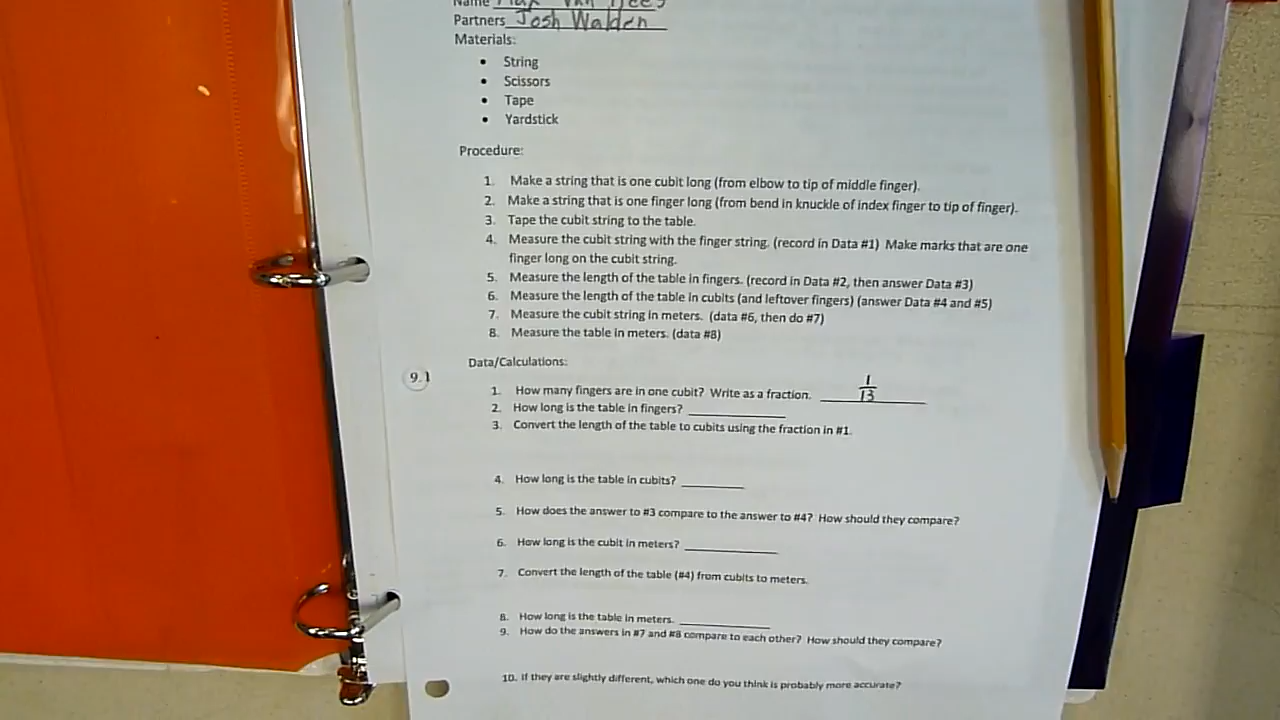 Name
Partners Josh Walden
Materials:
• String
• Scissors
• Tape
• Yardstick
Procedure:
1. Make a string that is one cubit long (from elbow to tip of middle finger).
2. Make a string that is one finger long (from bend in knuckle of index finger to tip of finger).
3. Tape the cubit string to the table.
4. Measure the cubit string with the finger string. (record in Data #1) Make marks that are one
finger long on the cubit string.
5. Measure the length of the table in fingers. (record in Data #2, then answer Data #3)
6. Measure the length of the table in cubits (and leftover fingers) (answer Data #4 and #5)
7. Measure the cubit string in meters. (data #6, then do #7)
8. Measure the table in meters. (data #8)
Data/Calculations:
9.1
1. How many fingers are in one cubit? Write as a fraction. 1/13
2. How long is the table in fingers?
3. Convert the length of the table to cubits using the fraction in #1.
4. How long is the table in cubits?
5. How does the answer to #3 compare to the answer to #4? How should they compare?
6. How long is the cubit in meters?
7. Convert the length of the table (#4) from cubits to meters.
8. How long is the table in meters.
9. How do the answers in #7 and #8 compare to each other? How should they compare?
10. If they are slightly different, which one do you think is probably more accurate?